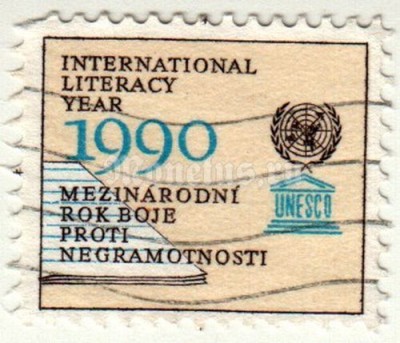 INTERNATIONAL
LITERACY
YEAR
1990
MEZINÁRODNÍ
ROK BOJE
PROTI
NEGRAMOTNOSTI
UNESCO